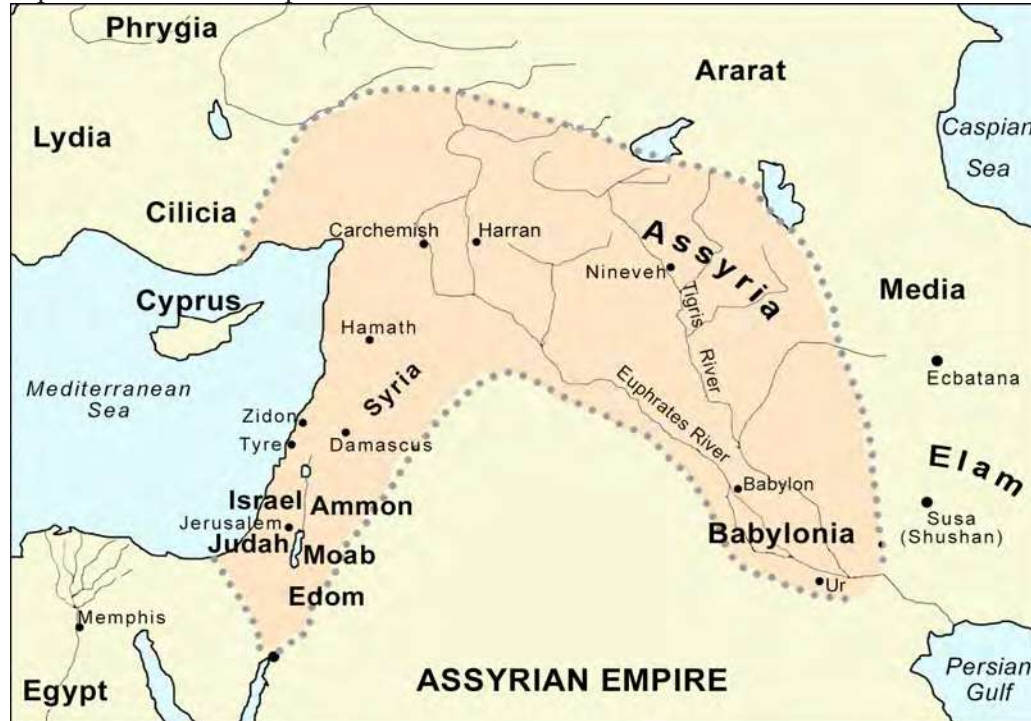 Phrygia
Ararat
Lydia
Caspian
Sea
Cilicia
Carchemish
Harran
Assyria
Nineveh
Tigris
River
Media
Cyprus
Hamath
Ecbatana
Mediterranean
Sea
Syria
Euphrates River
Zidon
Tyre
Damascus
Elam
Israel
Ammon
Babylon
Jerusalem
Susa
(Shushan)
Judah
Moab
Babylonia
Edom
Ur
Memphis
Egypt
ASSYRIAN EMPIRE
Persian
Gulf